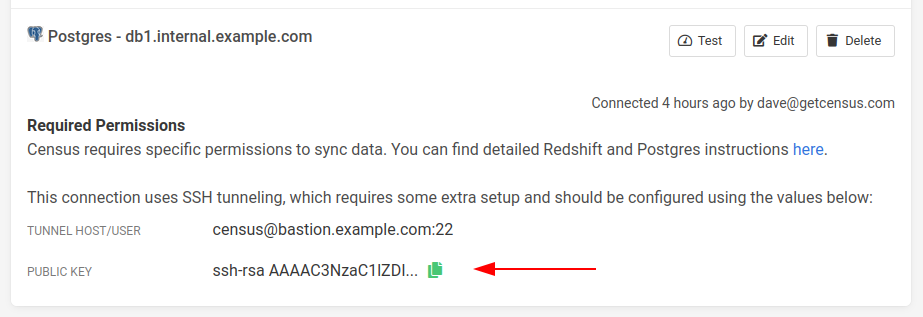 Postgres - db1.internal.example.com
Test
Edit
Delete
Connected 4 hours ago by dave@getcensus.com
Required Permissions
Census requires specific permissions to sync data. You can find detailed Redshift and Postgres instructions here.
This connection uses SSH tunneling, which requires some extra setup and should be configured using the values below:
TUNNEL HOST/USER census@bastion.example.com:22
PUBLIC KEY ssh-rsa AAAAC3NzaC1lZDI...